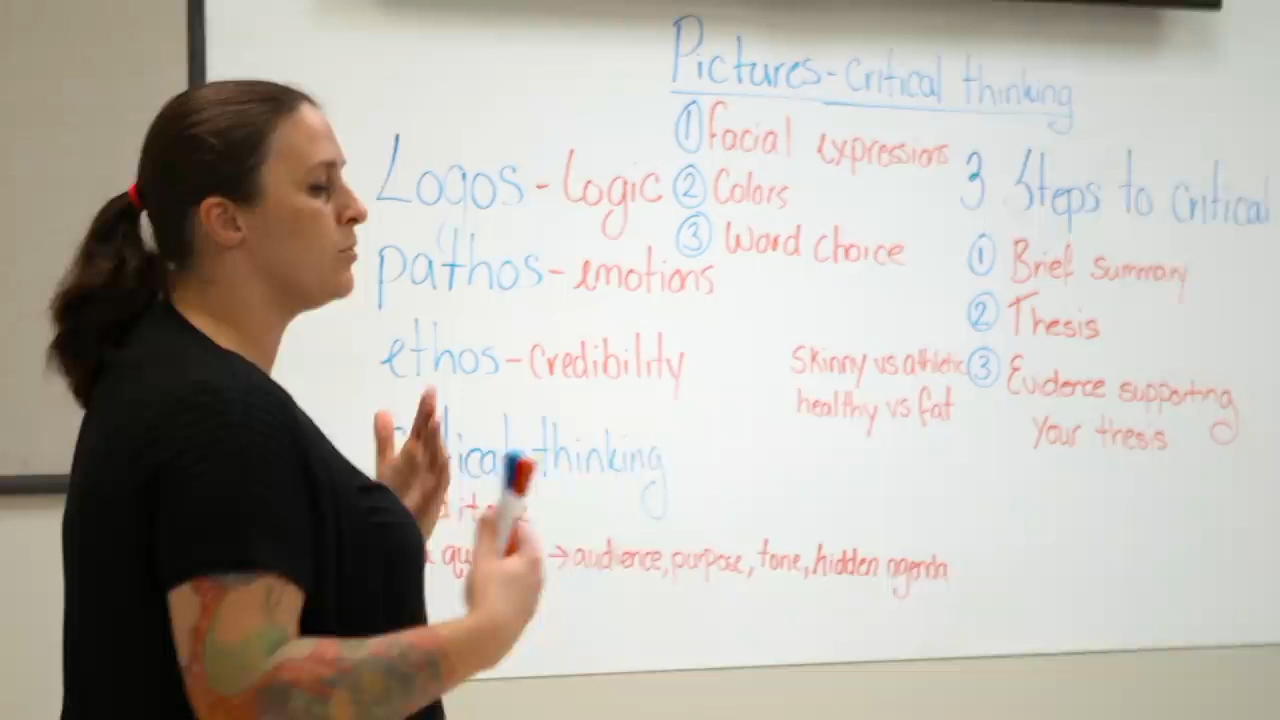 Pictures-Critical thinking
① Facial expressions
② Colors
③ Word choice
Logos - Logic
pathos - emotions
ethos - credibility
thinking
→ audience, purpose, tone, hidden agenda
skinny vs athletic
healthy vs fat
3 Steps to critical
① Brief summary
② Thesis
③ Evidence supporting
your thesis